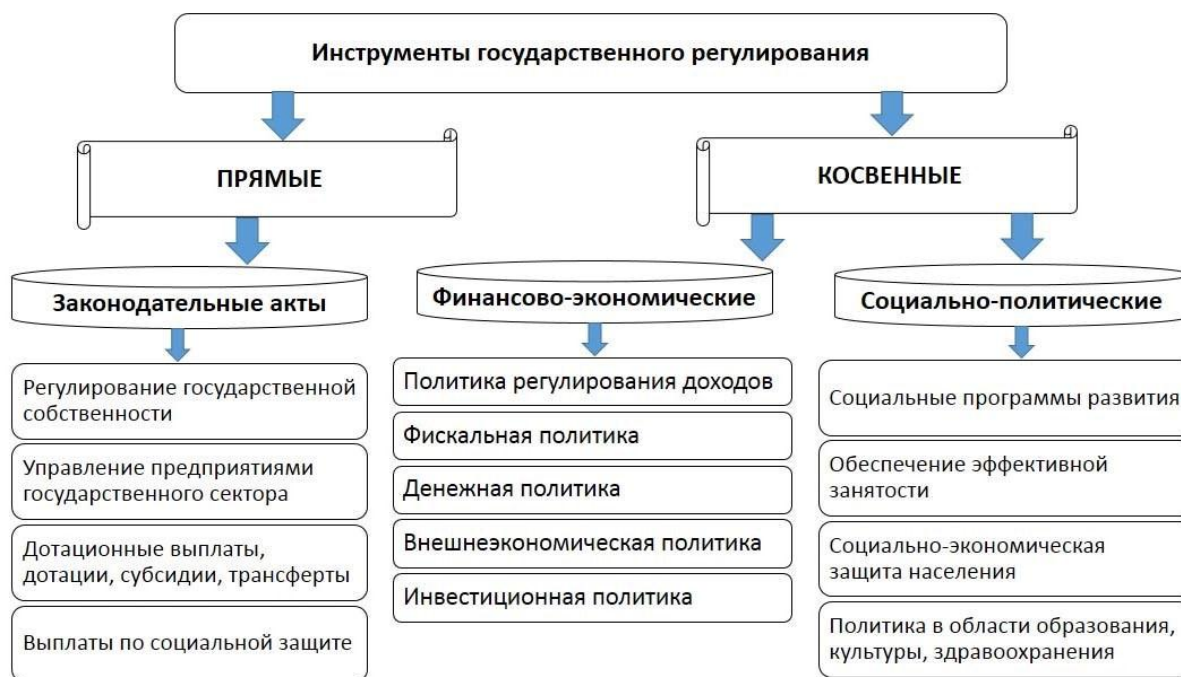 Инструменты государственного регулирования
ПРЯМЫЕ
КОСВЕННЫЕ
Законодательные акты
Регулирование государственной
собственности
Управление предприятиями
государственного сектора
Дотационные выплаты,
дотации, субсидии, трансферты
Выплаты по социальной защите
Финансово-экономические
Политика регулирования доходов
Фискальная политика
Денежная политика
Внешнеэкономическая политика
Инвестиционная политика
Социально-политические
Социальные программы развития
Обеспечение эффективной
занятости
Социально-экономическая
защита населения
Политика в области образования,
культуры, здравоохранения